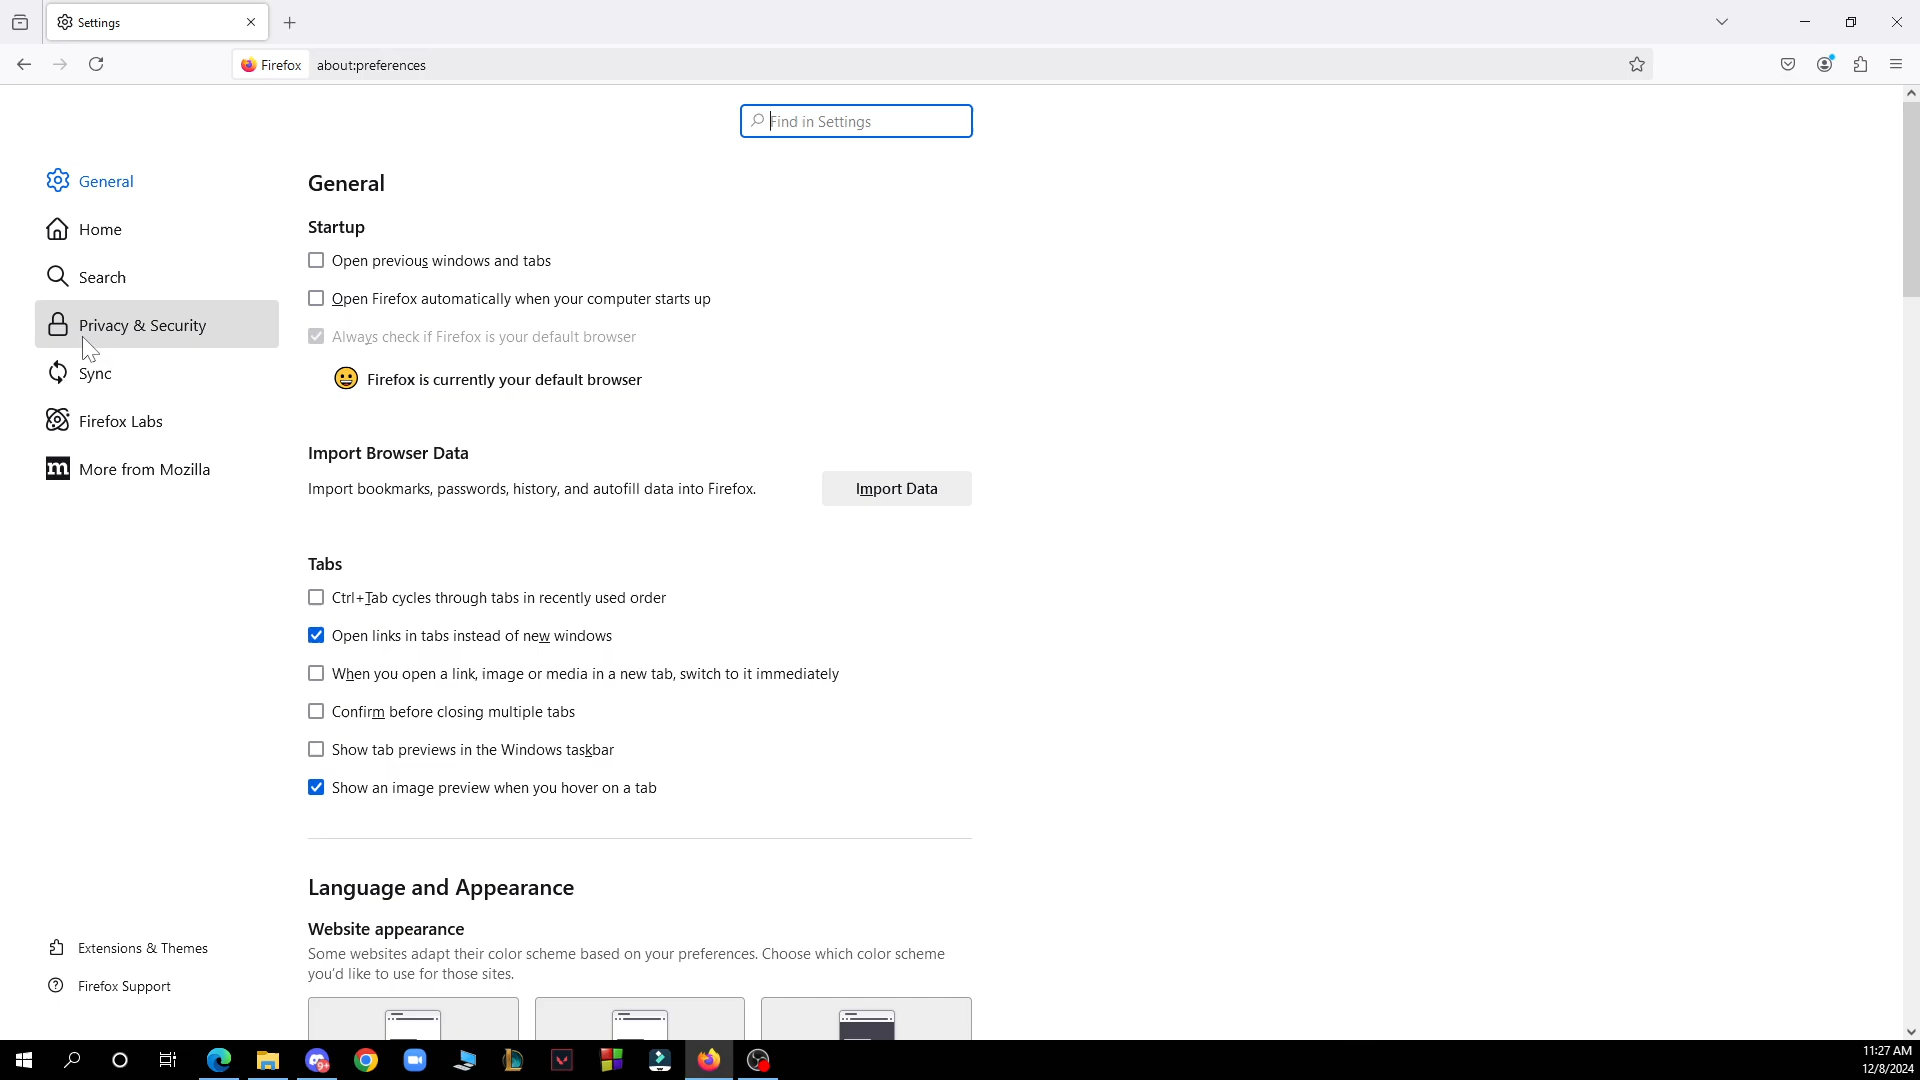 Settings
Firefox
about:preferences
Find in Settings
General
Home
Search
Privacy & Security
Sync
Firefox Labs
More from Mozilla
Extensions & Themes
Firefox Support
General
Startup
Open previous windows and tabs
Open Firefox automatically when your computer starts up
Always check if Firefox is your default browser
Firefox is currently your default browser
Import Browser Data
Import bookmarks, passwords, history, and autofill data into Firefox.
Import Data
Tabs
Ctrl+Tab cycles through tabs in recently used order
Open links in tabs instead of new windows
When you open a link, image or media in a new tab, switch to it immediately
Confirm before closing multiple tabs
Show tab previews in the Windows taskbar
Show an image preview when you hover on a tab
Language and Appearance
Website appearance
Some websites adapt their color scheme based on your preferences. Choose which color scheme
you'd like to use for those sites.
11:27 AM
12/8/2024